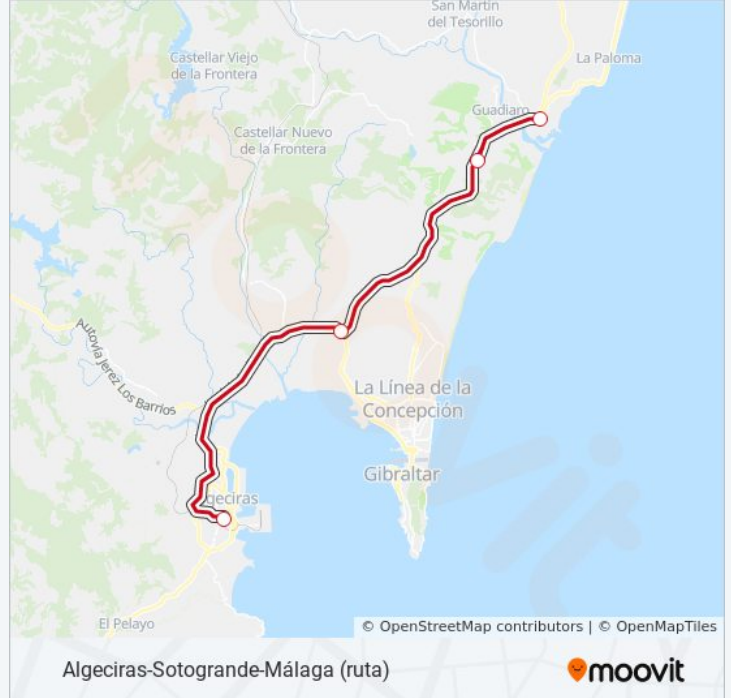 San Martín
del Tesorillo
Castellar Viejo
de la Frontera
La Paloma
Guadiaro
Castellar Nuevo
de la Frontera
Autovía Jerez Los Barrios
La Línea de la
Concepción
Gibraltar
geciras
El Pelayo
© OpenStreetMap contributors | © OpenMapTiles
Algeciras-Sotogrande-Málaga (ruta)
moovit